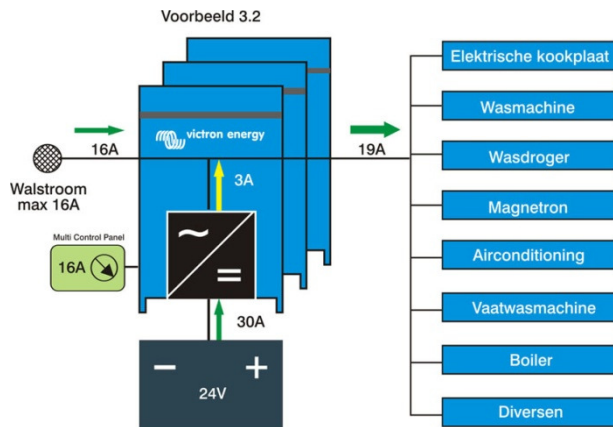 Voorbeeld 3.2
victron energy
16A
19A
3A
Walstroom
max 16A
Multi Control Panel
16A
~
=
30A
− +
24V
Elektrische kookplaat
Wasmachine
Wasdroger
Magnetron
Airconditioning
Vaatwasmachine
Boiler
Diversen